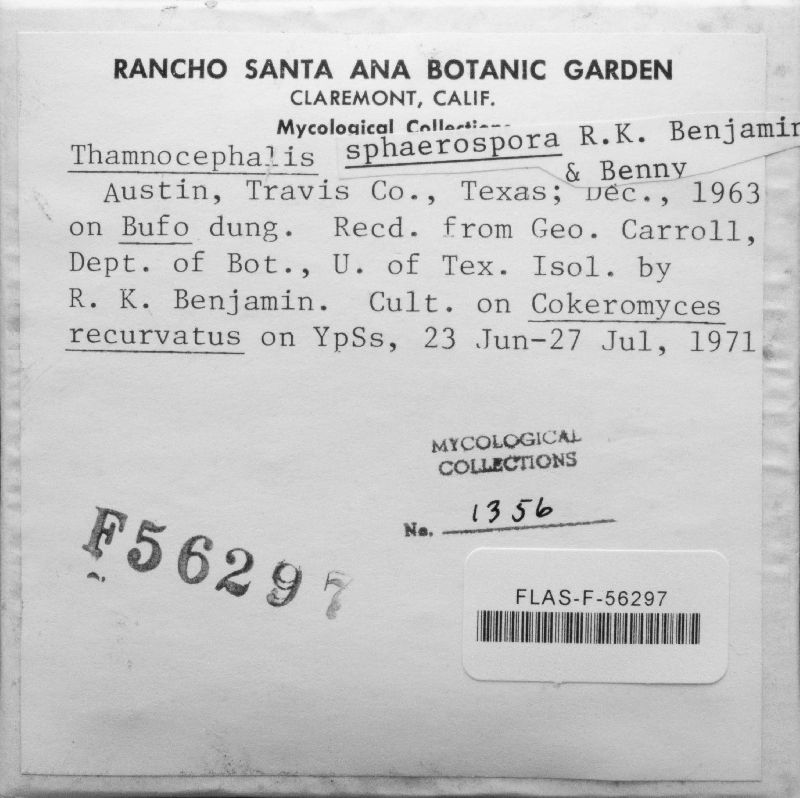 RANCHO SANTA ANA BOTANIC GARDEN
CLAREMONT, CALIF.
Mycological Collections
Thamnocephalis sphaerospora R.K. Benjamin
& Benny
Austin, Travis Co., Texas; Dec., 1963
on Bufo dung. Recd. from Geo. Carroll,
Dept. of Bot., U. of Tex. Isol. by
R. K. Benjamin. Cult. on Cokeromyces
recurvatus on YpSs, 23 Jun-27 Jul, 1971
MYCOLOGICAL
COLLECTIONS
No. 1356
F56297
FLAS-F-56297